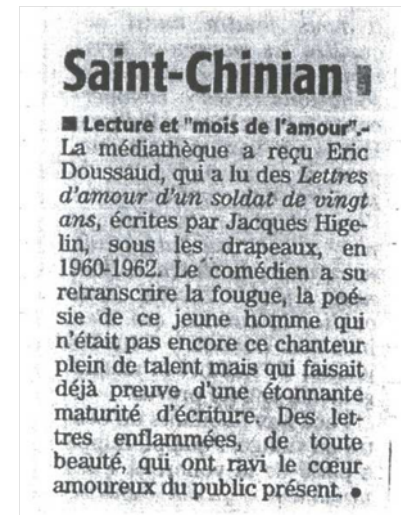 Saint-Chinian
■ Lecture et "mois de l'amour".-
La médiathèque a reçu Eric
Doussaud, qui a lu des Lettres
d'amour d'un soldat de vingt
ans, écrites par Jacques Hige-
lin, sous les drapeaux, en
1960-1962. Le comédien a su
retranscrire la fougue, la poé-
sie de ce jeune homme qui
n'était pas encore ce chanteur
plein de talent mais qui faisait
déjà preuve d'une étonnante
maturité d'écriture. Des let-
tres enflammées, de toute
beauté, qui ont ravi le cœur
amoureux du public présent. ●